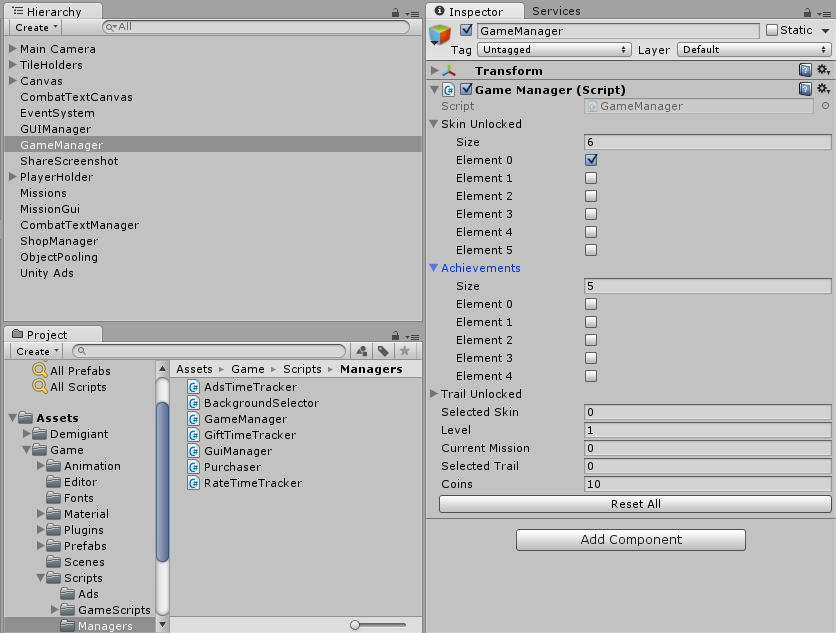 Hierarchy
Create
All
Main Camera
TileHolders
Canvas
CombatTextCanvas
EventSystem
GUIManager
GameManager
ShareScreenshot
PlayerHolder
Missions
MissionGui
CombatTextManager
ShopManager
ObjectPooling
Unity Ads
Project
Create
All Prefabs
All Scripts
Assets
Demigiant
Game
Animation
Editor
Fonts
Material
Plugins
Prefabs
Scenes
Scripts
Ads
GameScripts
Managers
Assets Game Scripts Managers
AdsTimeTracker
BackgroundSelector
GameManager
GiftTimeTracker
GuiManager
Purchaser
RateTimeTracker
Inspector Services
GameManager Static
Tag Untagged Layer Default
Transform
Game Manager (Script)
Script GameManager
Skin Unlocked
Size 6
Element 0
Element 1
Element 2
Element 3
Element 4
Element 5
Achievements
Size 5
Element 0
Element 1
Element 2
Element 3
Element 4
Trail Unlocked
Selected Skin 0
Level 1
Current Mission 0
Selected Trail 0
Coins 10
Reset All
Add Component